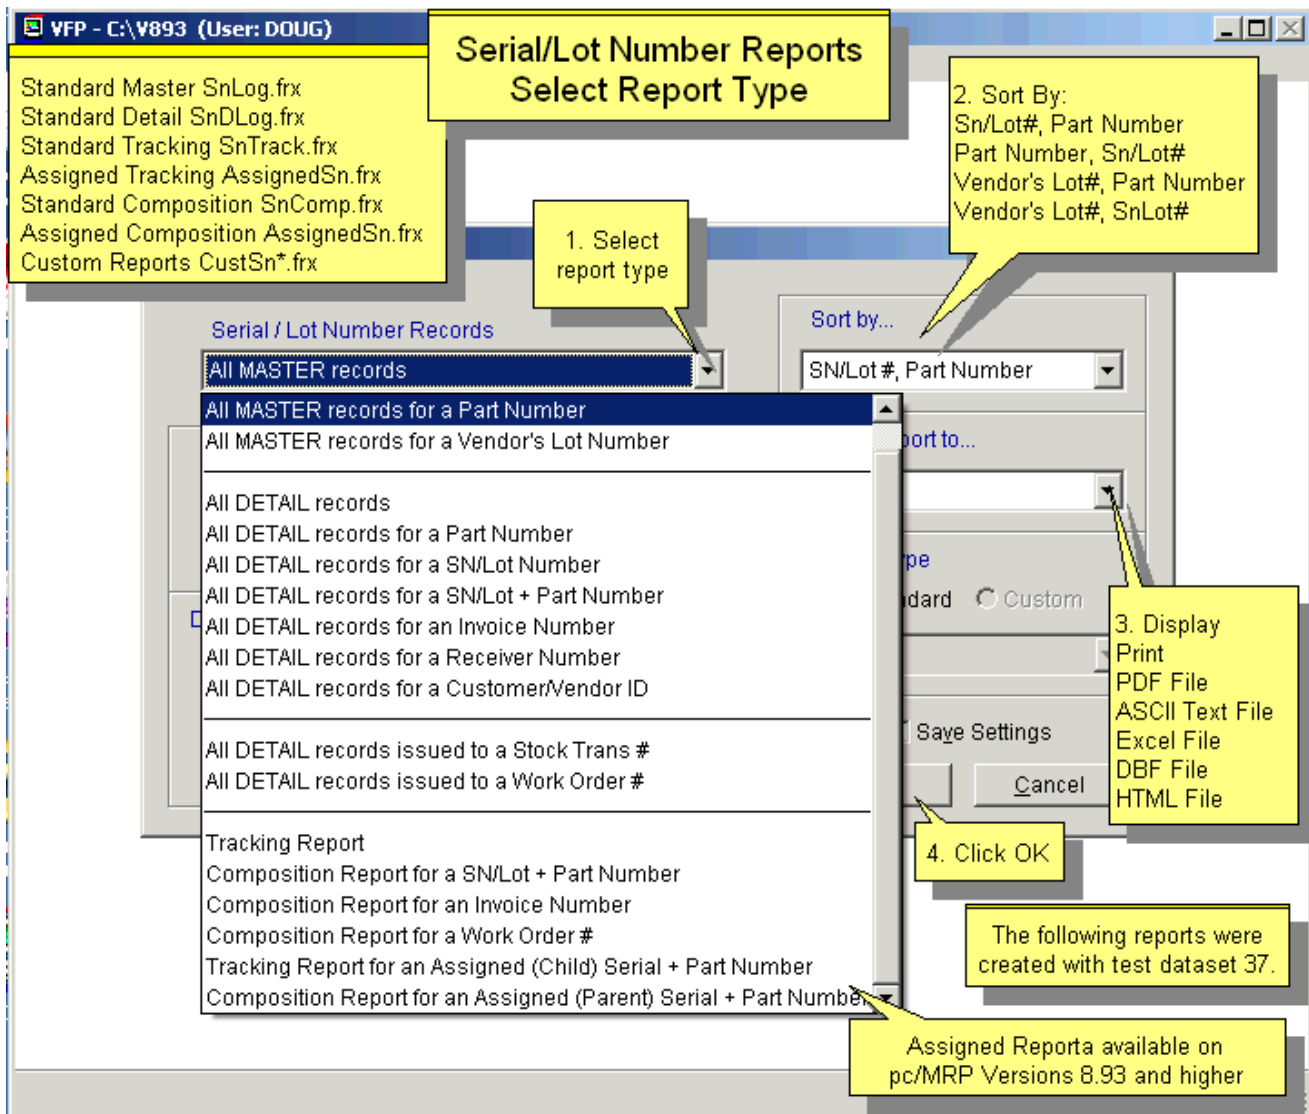 VFP - C:\V893 (User: DOUG)
Serial/Lot Number Reports
Select Report Type
Standard Master SnLog.frx
Standard Detail SnDLog.frx
Standard Tracking SnTrack.frx
Assigned Tracking AssignedSn.frx
Standard Composition SnComp.frx
Assigned Composition AssignedSn.frx
Custom Reports CustSn*.frx
2. Sort By:
Sn/Lot#, Part Number
Part Number, Sn/Lot#
Vendor's Lot#, Part Number
Vendor's Lot#, SnLot#
1. Select
report type
Serial / Lot Number Records
All MASTER records
All MASTER records for a Part Number
All MASTER records for a Vendor's Lot Number
All DETAIL records
All DETAIL records for a Part Number
All DETAIL records for a SN/Lot Number
All DETAIL records for a SN/Lot + Part Number
All DETAIL records for an Invoice Number
All DETAIL records for a Receiver Number
All DETAIL records for a Customer/Vendor ID
All DETAIL records issued to a Stock Trans #
All DETAIL records issued to a Work Order #
Tracking Report
Composition Report for a SN/Lot + Part Number
Composition Report for an Invoice Number
Composition Report for a Work Order #
Tracking Report for an Assigned (Child) Serial + Part Number
Composition Report for an Assigned (Parent) Serial + Part Number
Sort by...
SN/Lot #, Part Number
port to...
pe
dard Custom
Save Settings
Cancel
3. Display
Print
PDF File
ASCII Text File
Excel File
DBF File
HTML File
4. Click OK
The following reports were
created with test dataset 37.
Assigned Reporta available on
pc/MRP Versions 8.93 and higher